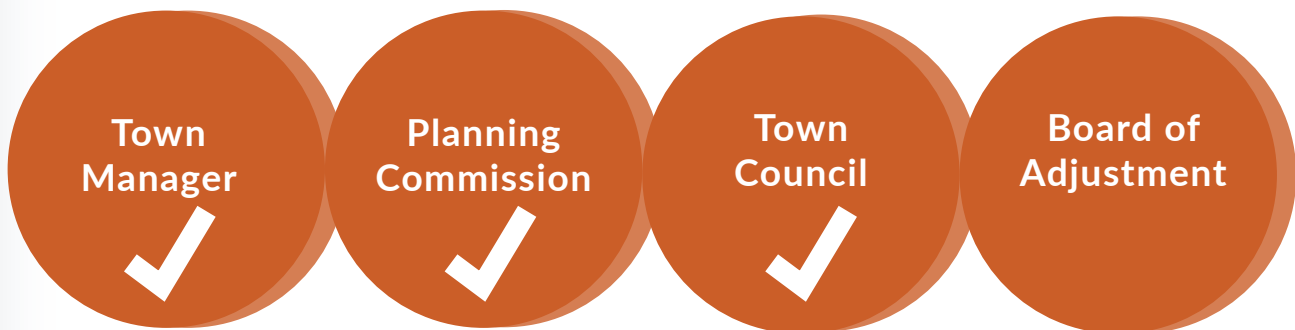 Town
Manager
Planning
Commission
Town
Council
Board of
Adjustment